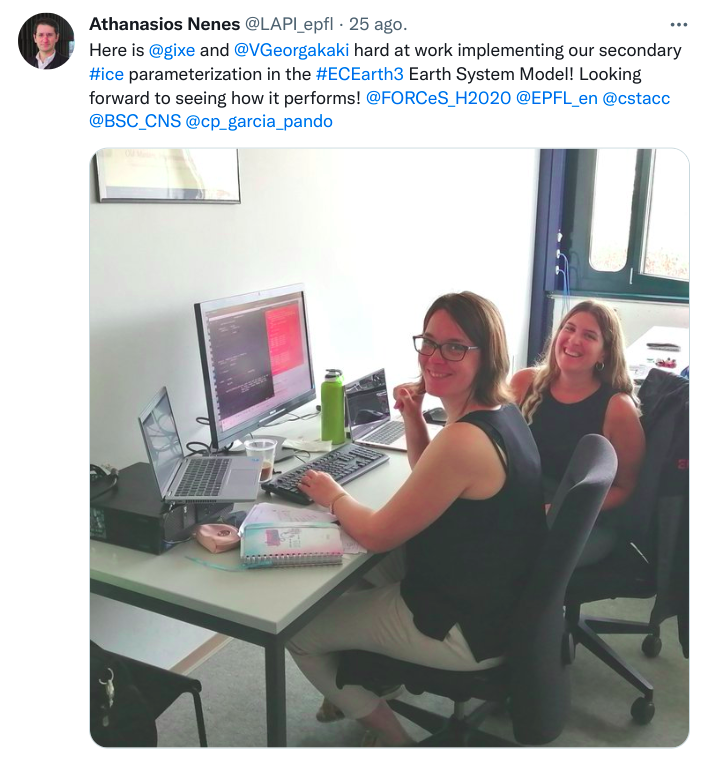 Athanasios Nenes @LAPI_epfl · 25 ago.
Here is @gixe and @VGeorgakaki hard at work implementing our secondary
#ice parameterization in the #ECEarth3 Earth System Model! Looking
forward to seeing how it performs! @FORCeS_H2020 @EPFL_en @cstacc
@BSC_CNS @cp_garcia_pando